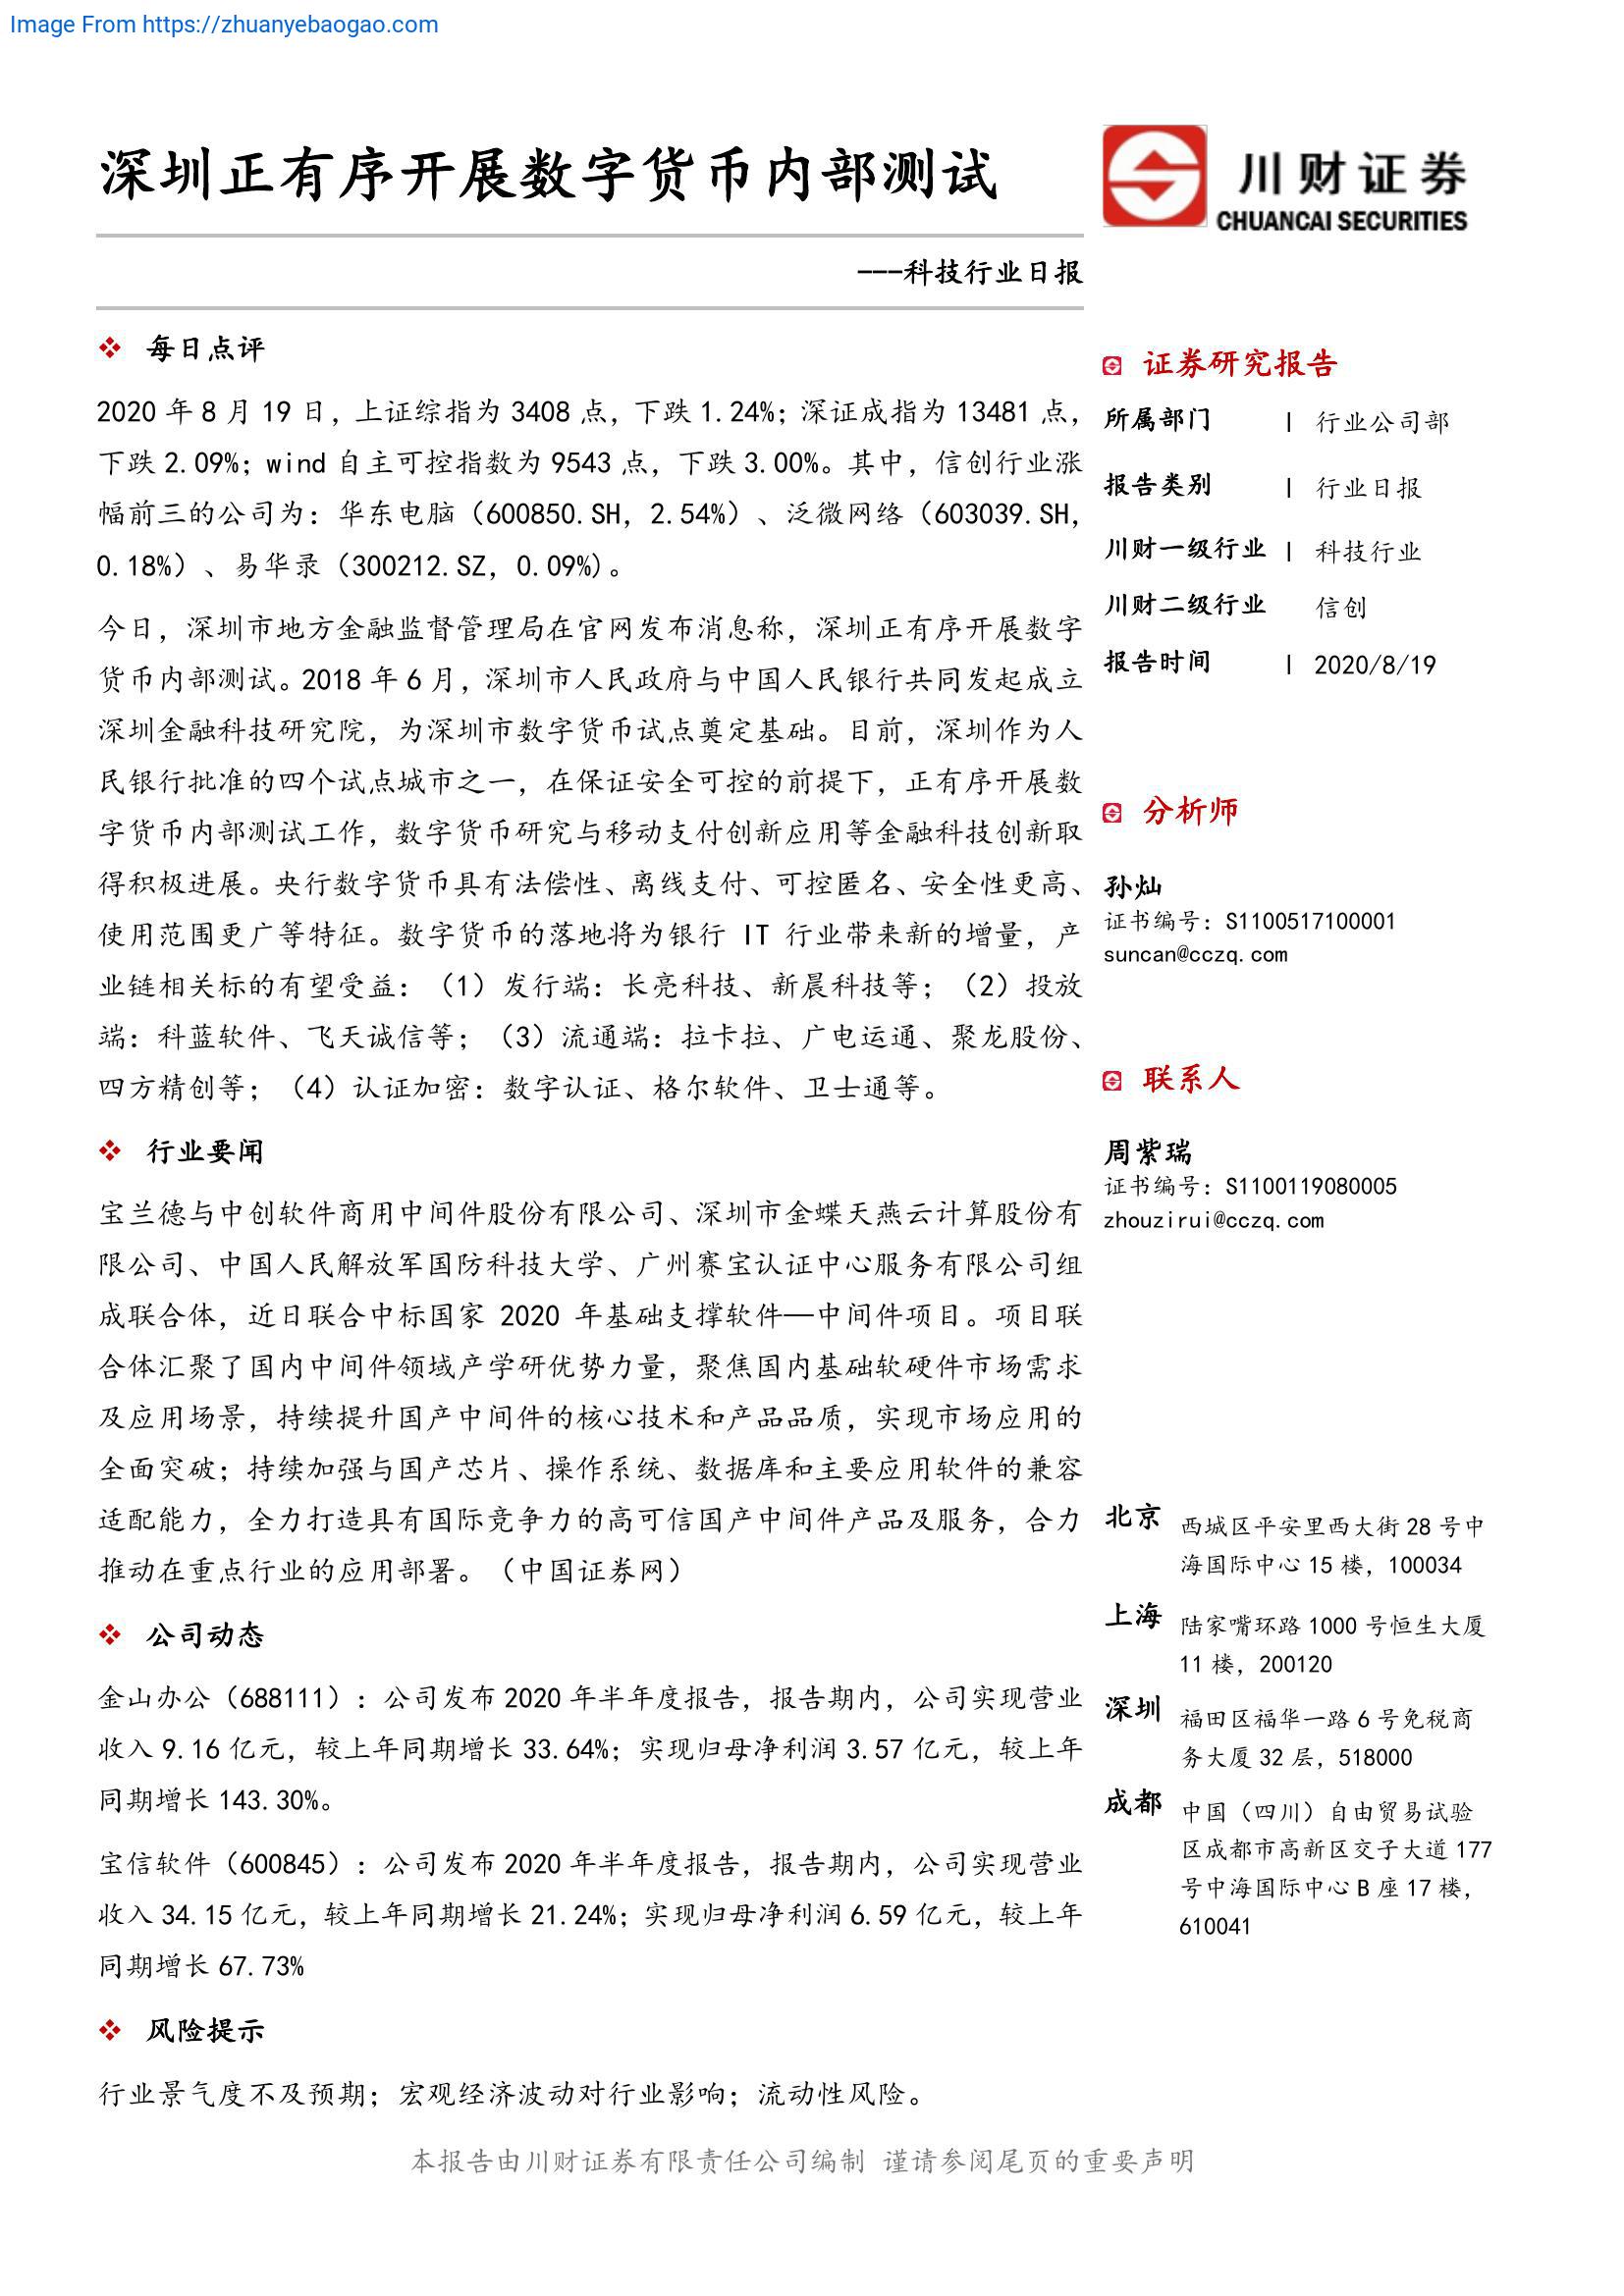 Image From https://zhuanyebaogao.com
深圳正有序开展数字货币内部测试
川财证券
CHUANCAI SECURITIES
---科技行业日报
每日点评
2020 年 8 月 19 日，上证综指为 3408 点，下跌 1.24%；深证成指为 13481 点，
下跌 2.09%；wind 自主可控指数为 9543 点，下跌 3.00%。其中，信创行业涨
幅前三的公司为：华东电脑（600850.SH，2.54%）、泛微网络（603039.SH，
0.18%）、易华录（300212.SZ，0.09%)。
今日，深圳市地方金融监督管理局在官网发布消息称，深圳正有序开展数字
货币内部测试。2018 年 6 月，深圳市人民政府与中国人民银行共同发起成立
深圳金融科技研究院，为深圳市数字货币试点奠定基础。目前，深圳作为人
民银行批准的四个试点城市之一，在保证安全可控的前提下，正有序开展数
字货币内部测试工作，数字货币研究与移动支付创新应用等金融科技创新取
得积极进展。央行数字货币具有法偿性、离线支付、可控匿名、安全性更高、
使用范围更广等特征。数字货币的落地将为银行 IT 行业带来新的增量，产
业链相关标的有望受益：（1）发行端：长亮科技、新晨科技等；（2）投放
端：科蓝软件、飞天诚信等；（3）流通端：拉卡拉、广电运通、聚龙股份、
四方精创等；（4）认证加密：数字认证、格尔软件、卫士通等。
行业要闻
宝兰德与中创软件商用中间件股份有限公司、深圳市金蝶天燕云计算股份有
限公司、中国人民解放军国防科技大学、广州赛宝认证中心服务有限公司组
成联合体，近日联合中标国家 2020 年基础支撑软件—中间件项目。项目联
合体汇聚了国内中间件领域产学研优势力量，聚焦国内基础软硬件市场需求
及应用场景，持续提升国产中间件的核心技术和产品品质，实现市场应用的
全面突破；持续加强与国产芯片、操作系统、数据库和主要应用软件的兼容
适配能力，全力打造具有国际竞争力的高可信国产中间件产品及服务，合力
推动在重点行业的应用部署。（中国证券网）
公司动态
金山办公（688111）：公司发布 2020 年半年度报告，报告期内，公司实现营业
收入 9.16 亿元，较上年同期增长 33.64%；实现归母净利润 3.57 亿元，较上年
同期增长 143.30%。
宝信软件（600845）：公司发布 2020 年半年度报告，报告期内，公司实现营业
收入 34.15 亿元，较上年同期增长 21.24%；实现归母净利润 6.59 亿元，较上年
同期增长 67.73%
风险提示
行业景气度不及预期；宏观经济波动对行业影响；流动性风险。
证券研究报告
所属部门 | 行业公司部
报告类别 | 行业日报
川财一级行业 | 科技行业
川财二级行业 信创
报告时间 | 2020/8/19
分析师
孙灿
证书编号：S1100517100001
suncan@cczq.com
联系人
周紫瑞
证书编号：S1100119080005
zhouzirui@cczq.com
北京 西城区平安里西大街 28 号中
海国际中心 15 楼，100034
上海 陆家嘴环路 1000 号恒生大厦
11 楼，200120
深圳 福田区福华一路 6 号免税商
务大厦 32 层，518000
成都 中国（四川）自由贸易试验
区成都市高新区交子大道 177
号中海国际中心 B 座 17 楼，
610041
本报告由川财证券有限责任公司编制 谨请参阅尾页的重要声明